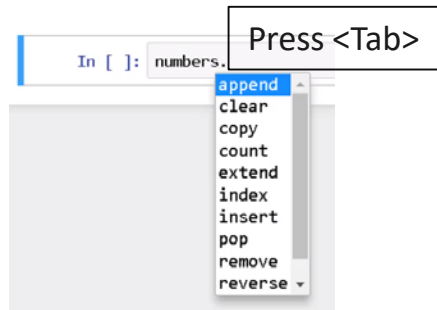 Press <Tab>
In [ ]: numbers.
append
clear
copy
count
extend
index
insert
pop
remove
reverse